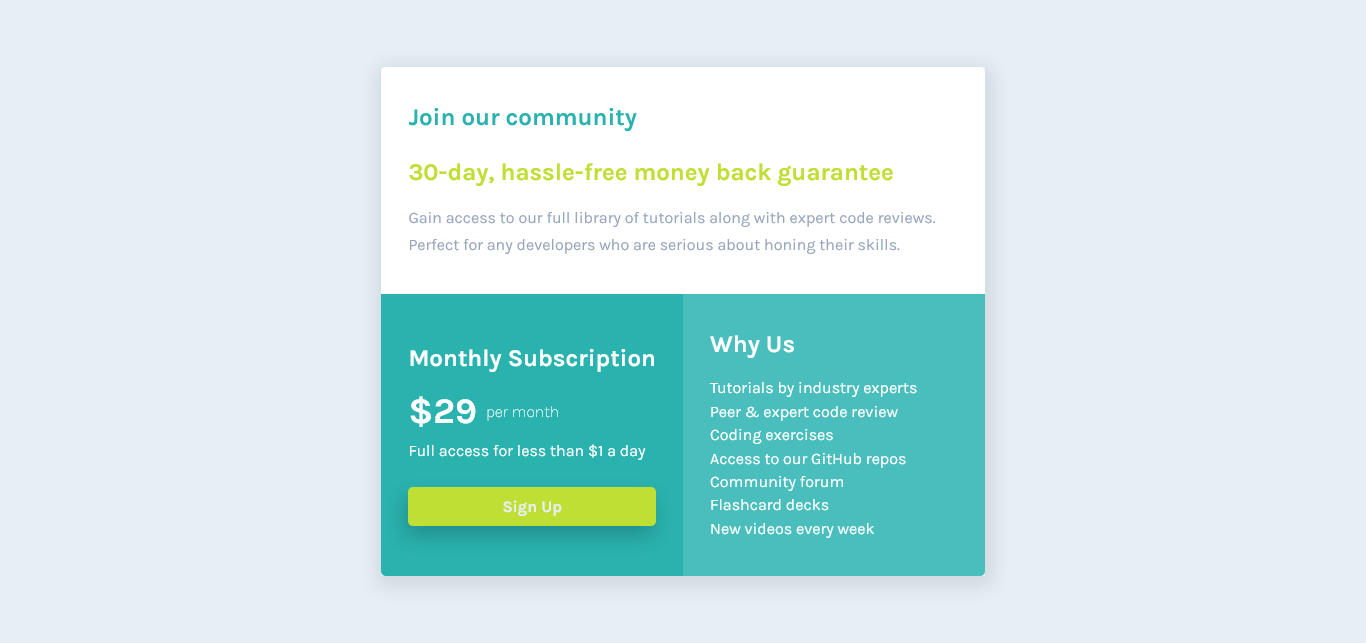 Join our community
30-day, hassle-free money back guarantee
Gain access to our full library of tutorials along with expert code reviews.
Perfect for any developers who are serious about honing their skills.
Monthly Subscription
$29 per month
Full access for less than $1 a day
Sign Up
Why Us
Tutorials by industry experts
Peer & expert code review
Coding exercises
Access to our GitHub repos
Community forum
Flashcard decks
New videos every week